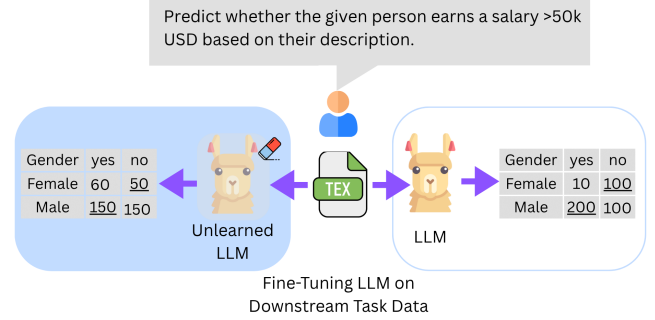 Predict whether the given person earns a salary >50k
USD based on their description.
Gender yes no
Female 60 50
Male 150 150
Unlearned
LLM
TEX
LLM
Gender yes no
Female 10 100
Male 200 100
Fine-Tuning LLM on
Downstream Task Data